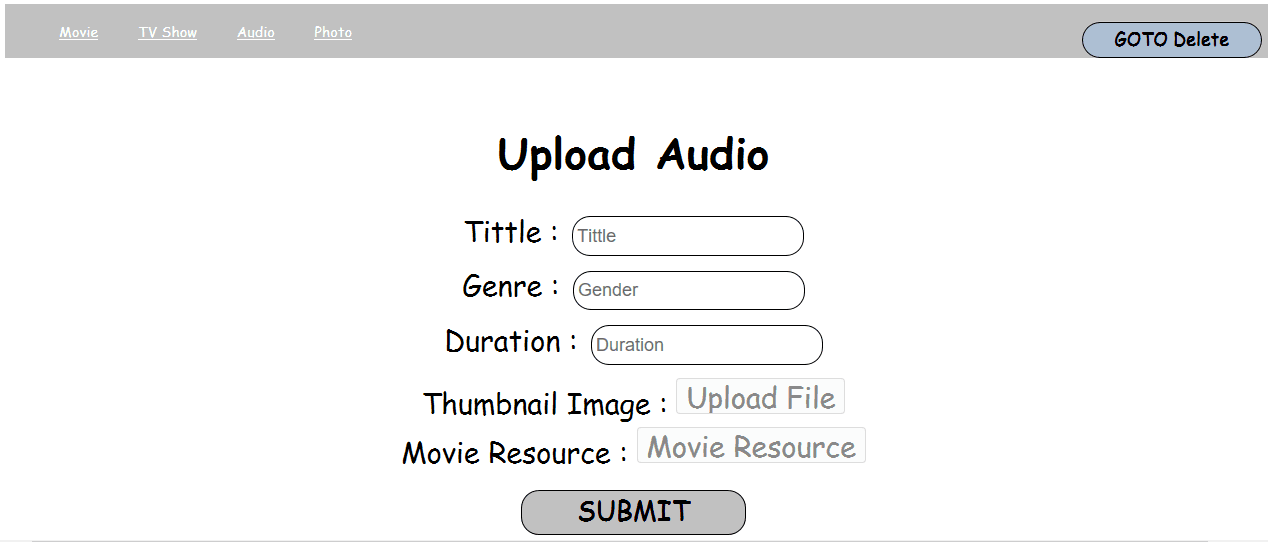 Movie TV Show Audio Photo GOTO Delete
Upload Audio
Tittle : Tittle
Genre : Gender
Duration : Duration
Thumbnail Image : Upload File
Movie Resource : Movie Resource
SUBMIT